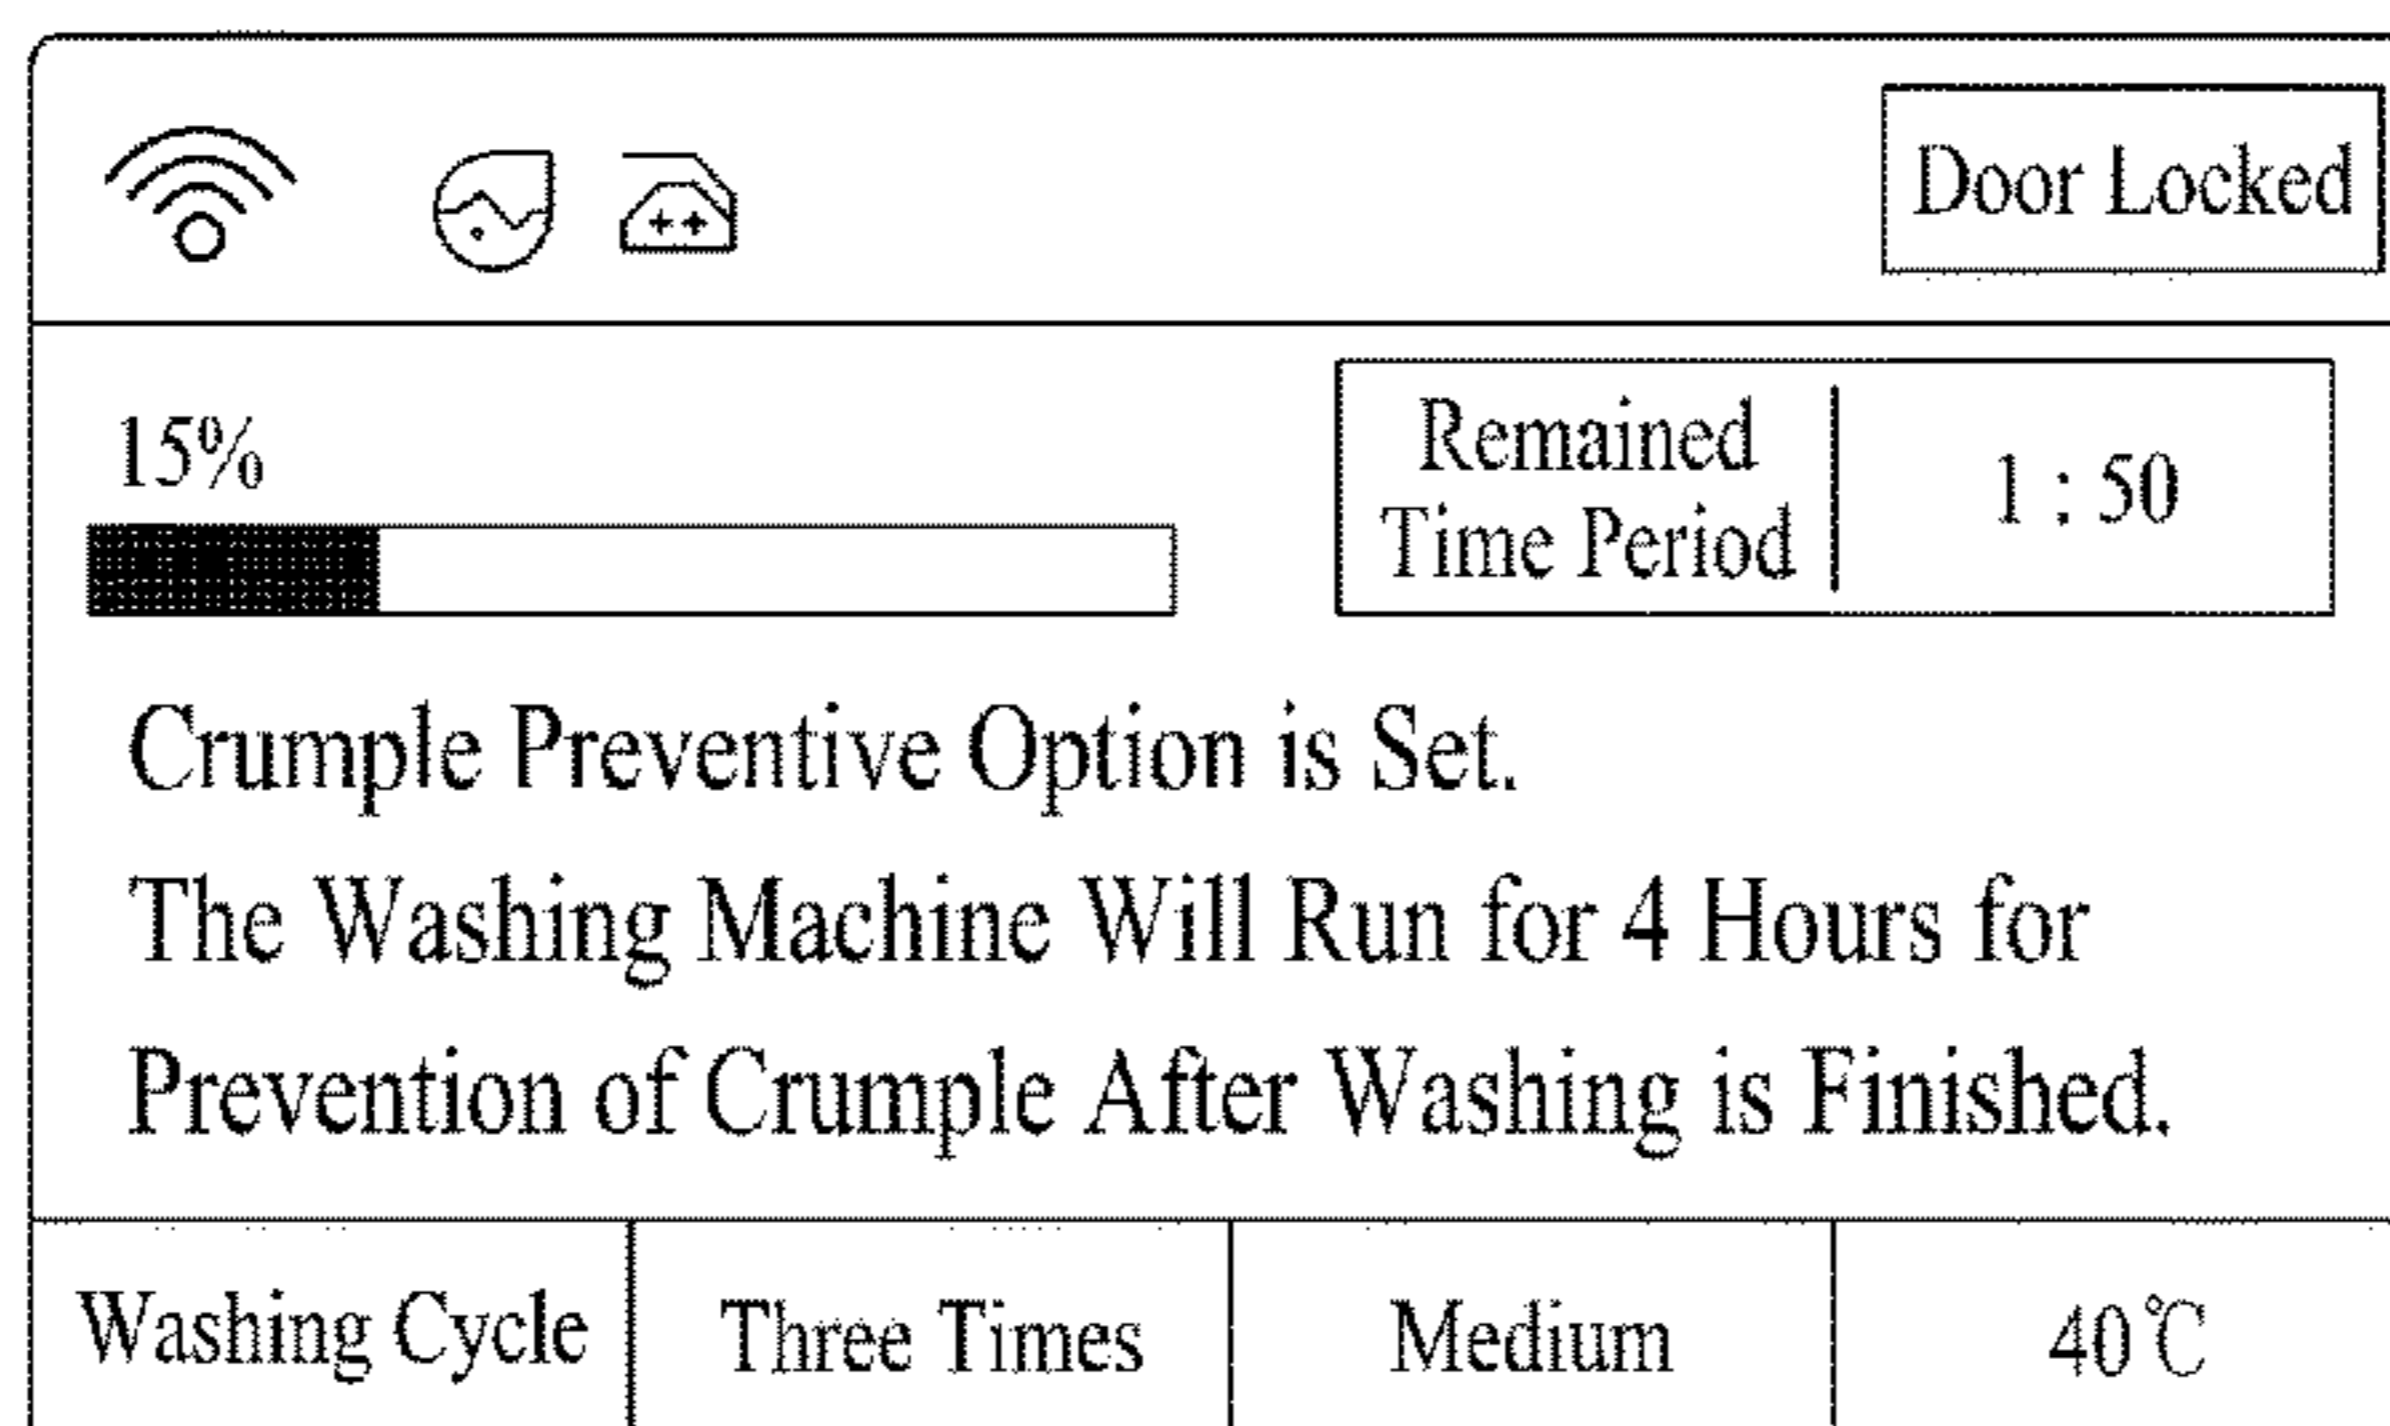 Door Locked
15%
Remained
Time Period
1 : 50
Crumple Preventive Option is Set.
The Washing Machine Will Run for 4 Hours for
Prevention of Crumple After Washing is Finished.
Washing Cycle
Three Times
Medium
40℃